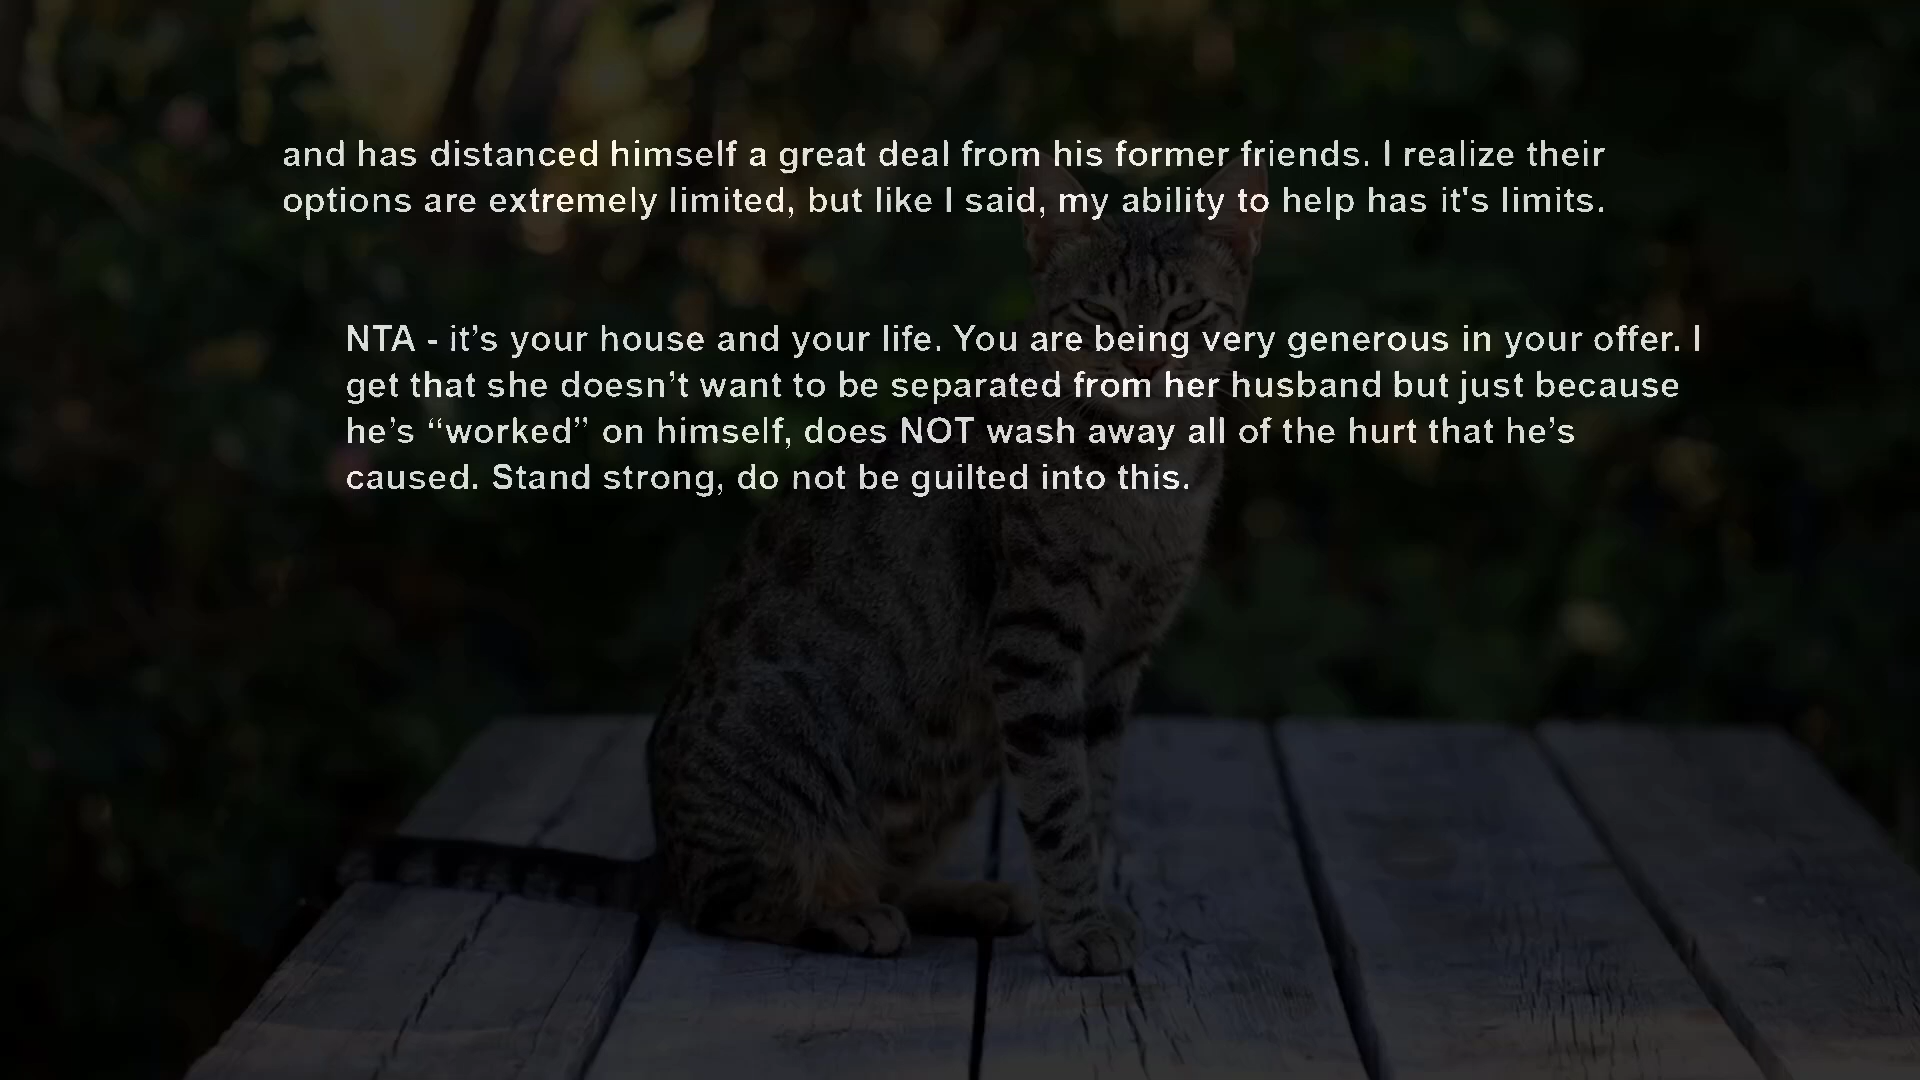 and has distanced himself a great deal from his former friends. I realize their
options are extremely limited, but like I said, my ability to help has it's limits.
NTA - it’s your house and your life. You are being very generous in your offer. I
get that she doesn’t want to be separated from her husband but just because
he’s “worked” on himself, does NOT wash away all of the hurt that he’s
caused. Stand strong, do not be guilted into this.